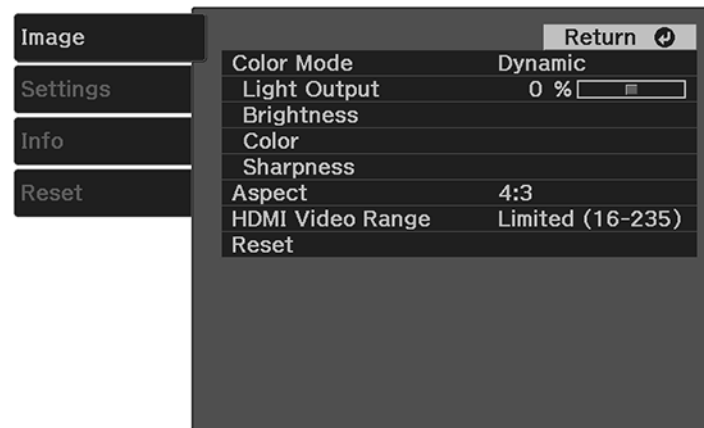 Image
Settings
Info
Reset
Return
Color Mode Dynamic
Light Output 0 %
Brightness
Color
Sharpness
Aspect 4:3
HDMI Video Range Limited (16-235)
Reset